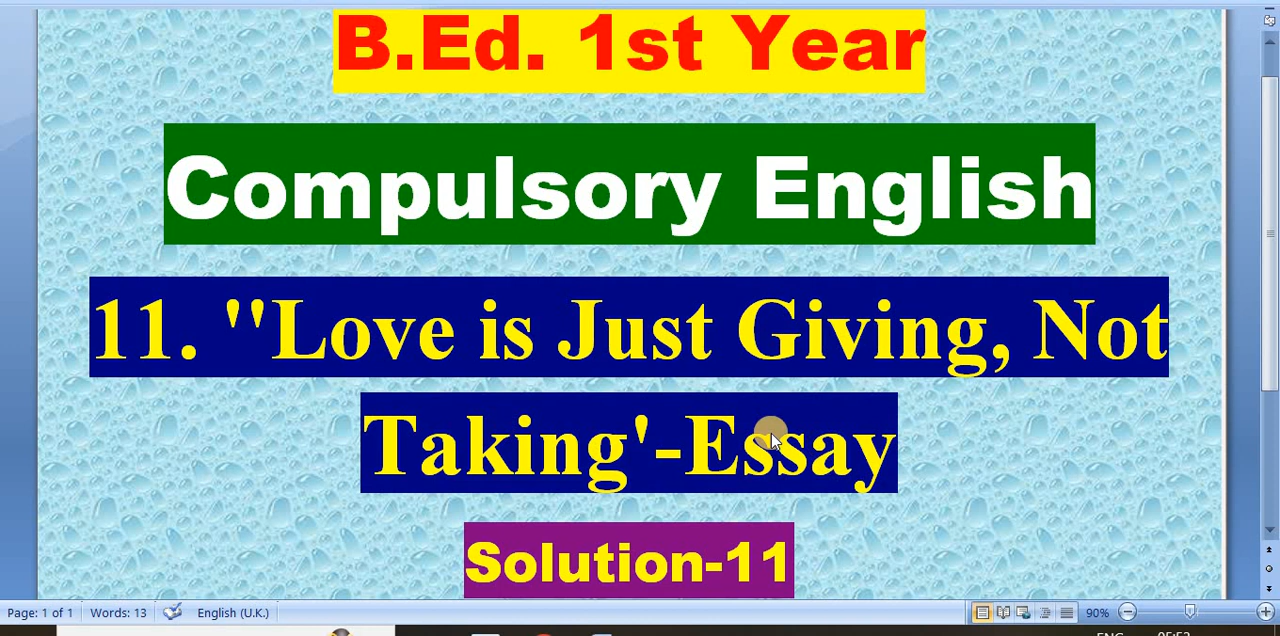 B.Ed. 1st Year
Compulsory English
11. ''Love is Just Giving, Not
Taking'-Essay
Solution-11
Page: 1 of 1 Words: 13 English (U.K.) 90%